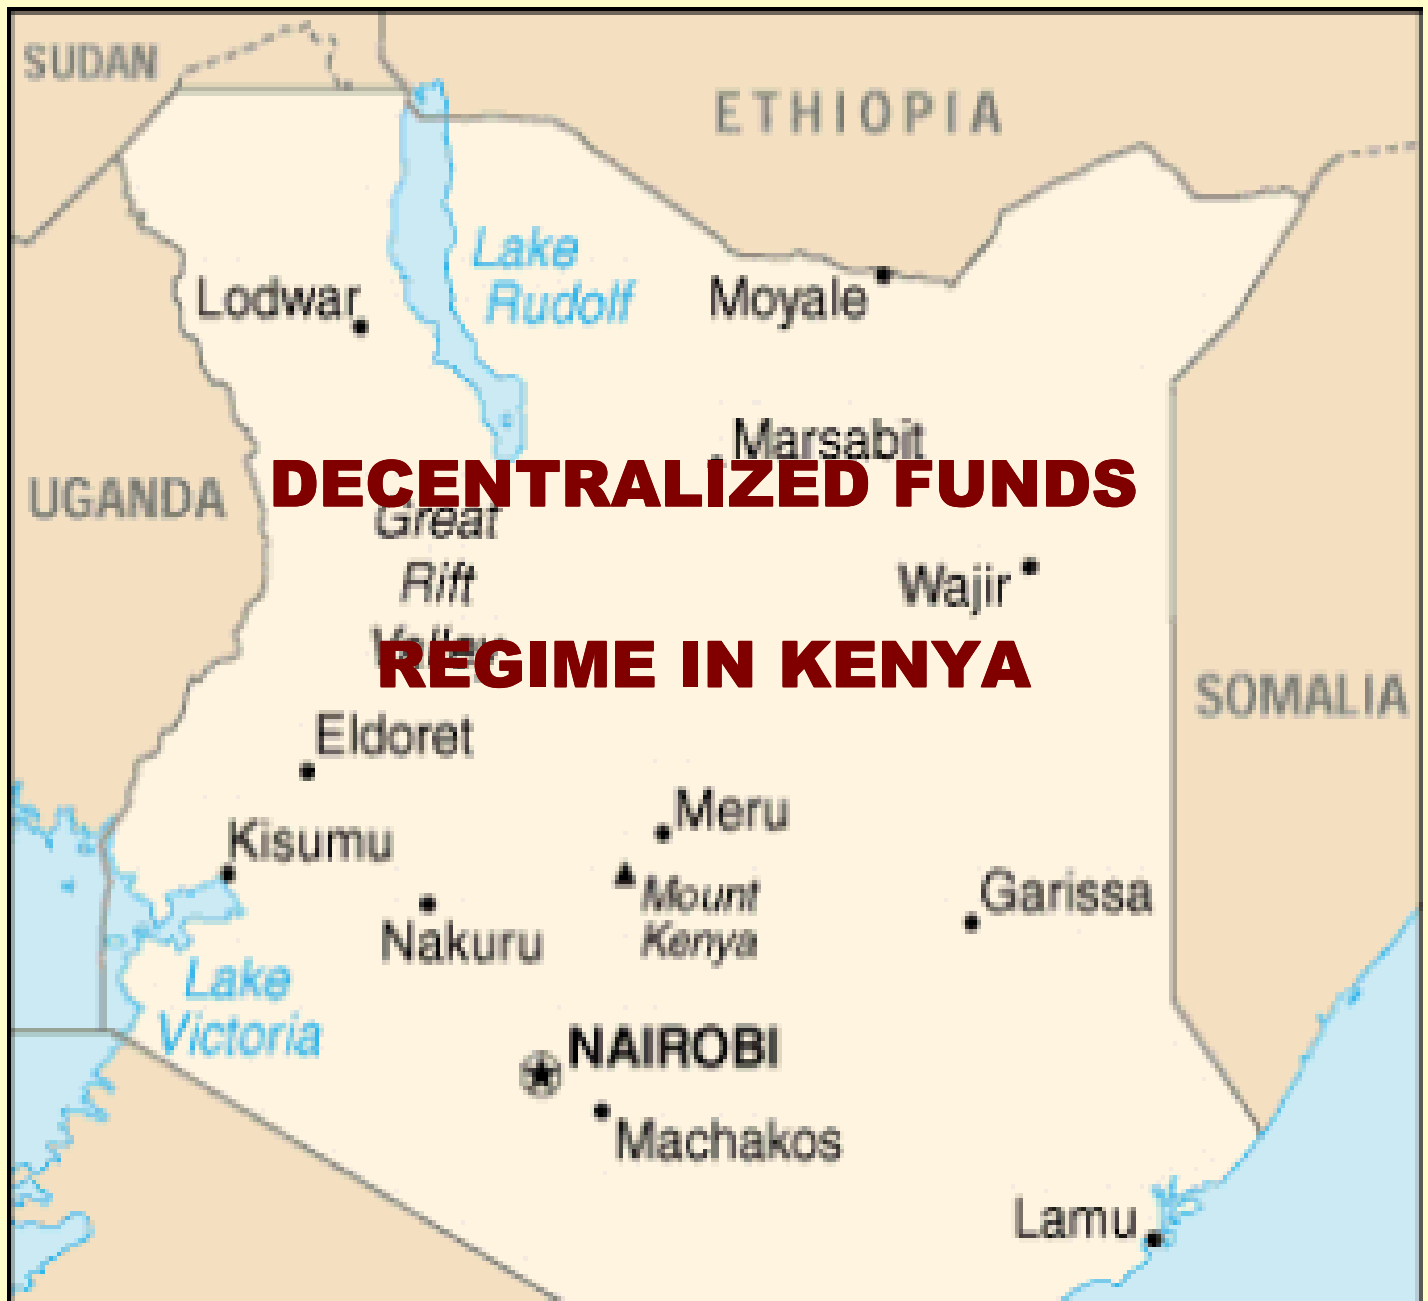 SUDAN
ETHIOPIA
Lake
Rudolf
Lodwar
Moyale
Marsabit
DECENTRALIZED FUNDS
UGANDA
Great
Rift
Wajir
Valley
REGIME IN KENYA
SOMALIA
Eldoret
Meru
Kisumu
Mount
Kenya
Garissa
Nakuru
Lake
Victoria
NAIROBI
Machakos
Lamu